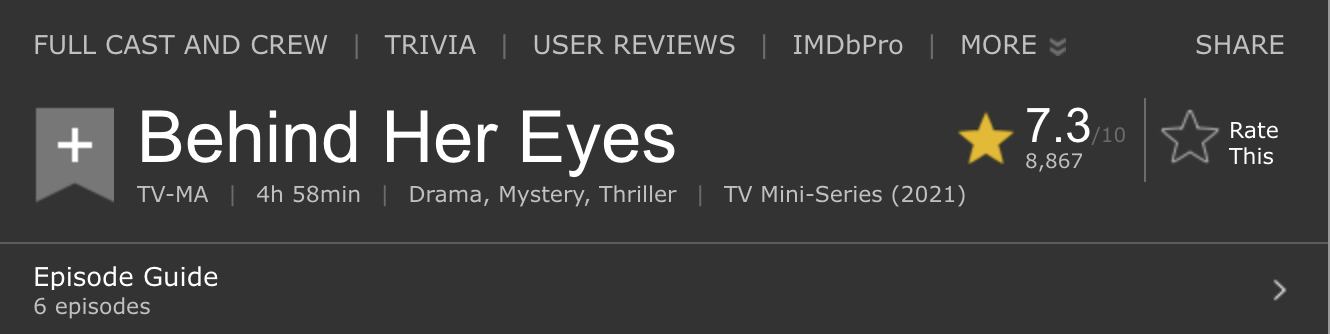 FULL CAST AND CREW | TRIVIA | USER REVIEWS | IMDbPro | MORE SHARE
+ Behind Her Eyes 7.3/10 Rate
8,867 This
TV-MA | 4h 58min | Drama, Mystery, Thriller | TV Mini-Series (2021)
Episode Guide
6 episodes